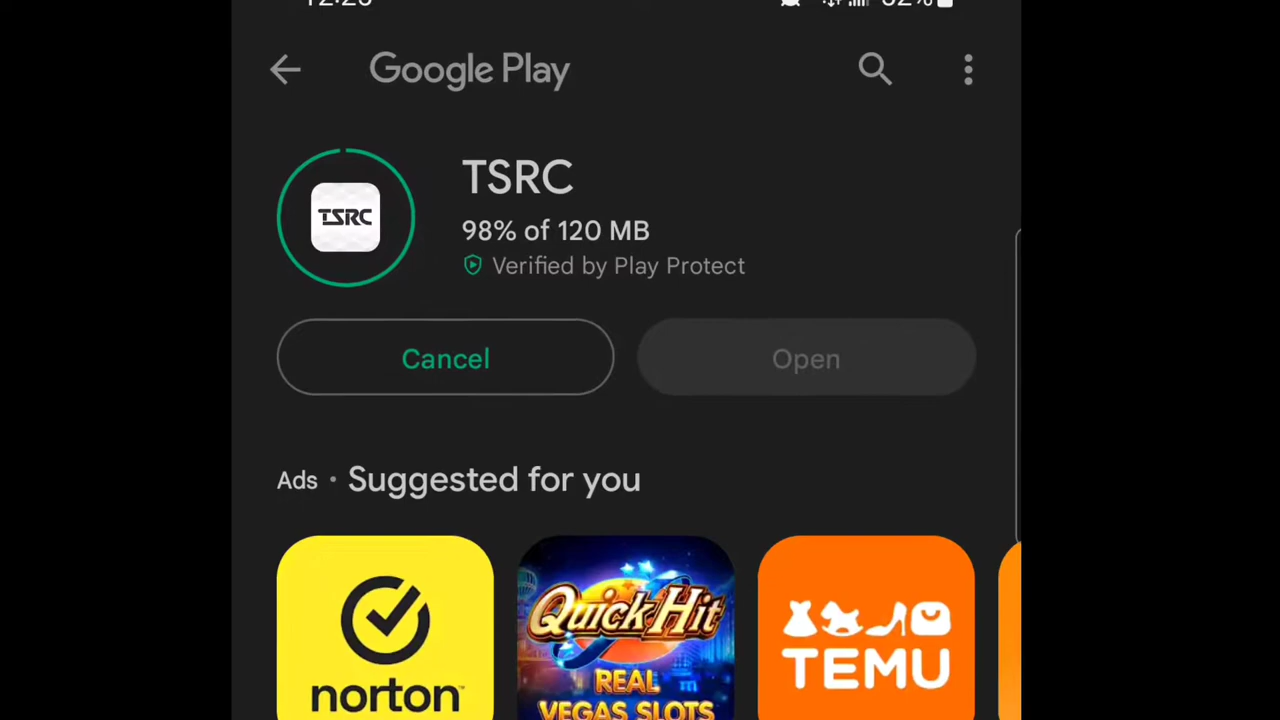 Google Play
TSRC
TSRC
98% of 120 MB
Verified by Play Protect
Cancel
Open
Ads • Suggested for you
norton
Quick Hit
REAL
VEGAS SLOTS
TEMU